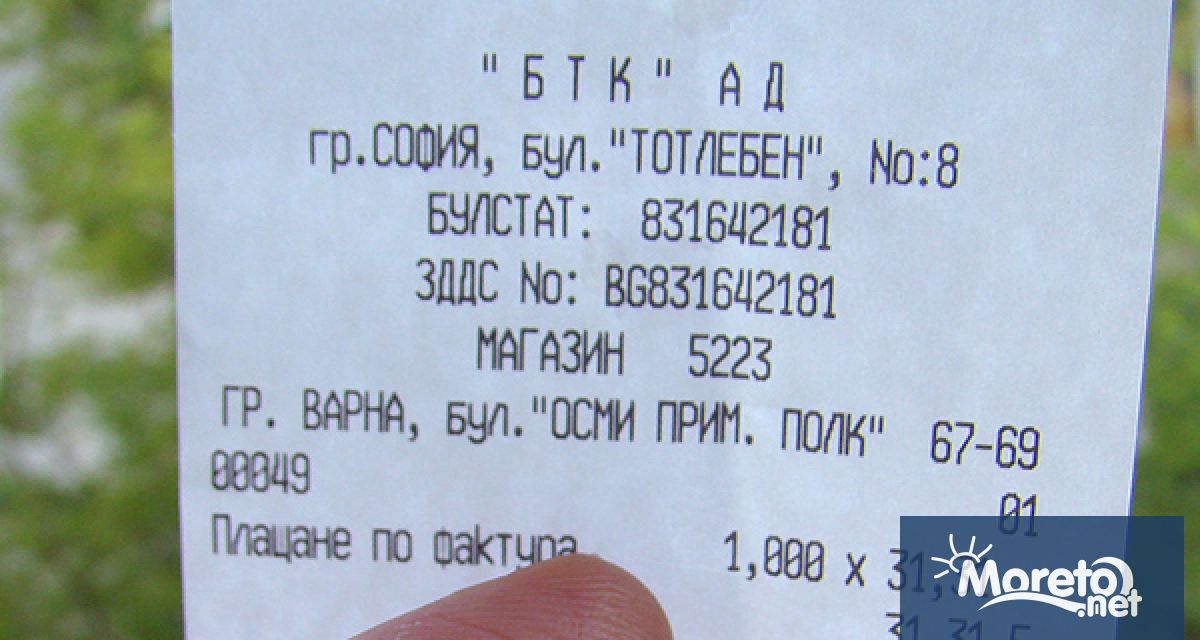 "БТК" АД
гр.СОФИЯ, бул."ТОТЛЕБЕН", No:8
БУЛСТАТ: 831642181
ЗДДС No: BG831642181
МАГАЗИН 5223
ГР. ВАРНА, бул."ОСМИ ПРИМ. ПОЛК" 67-69
00049 01
Плащане по фактура 1,000 x
Moreto
.net